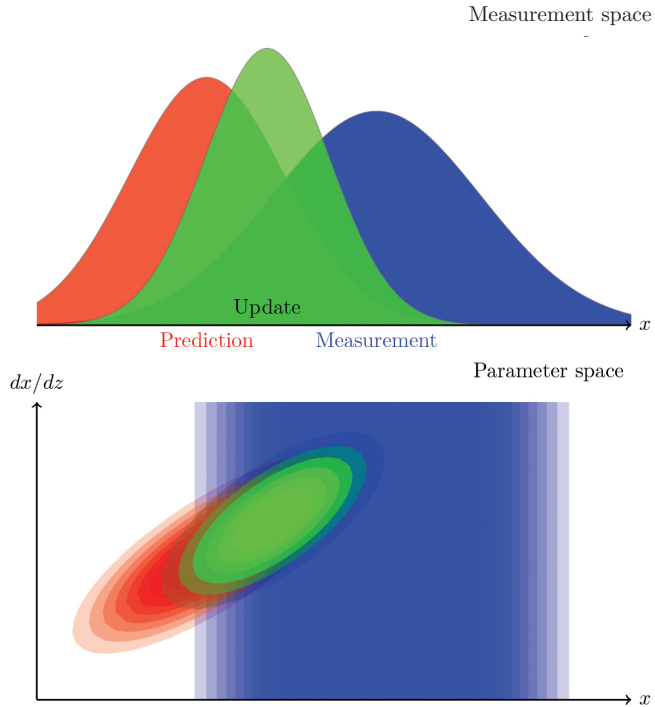 Measurement space
Update
x
Prediction
Measurement
Parameter space
dx/dz
x